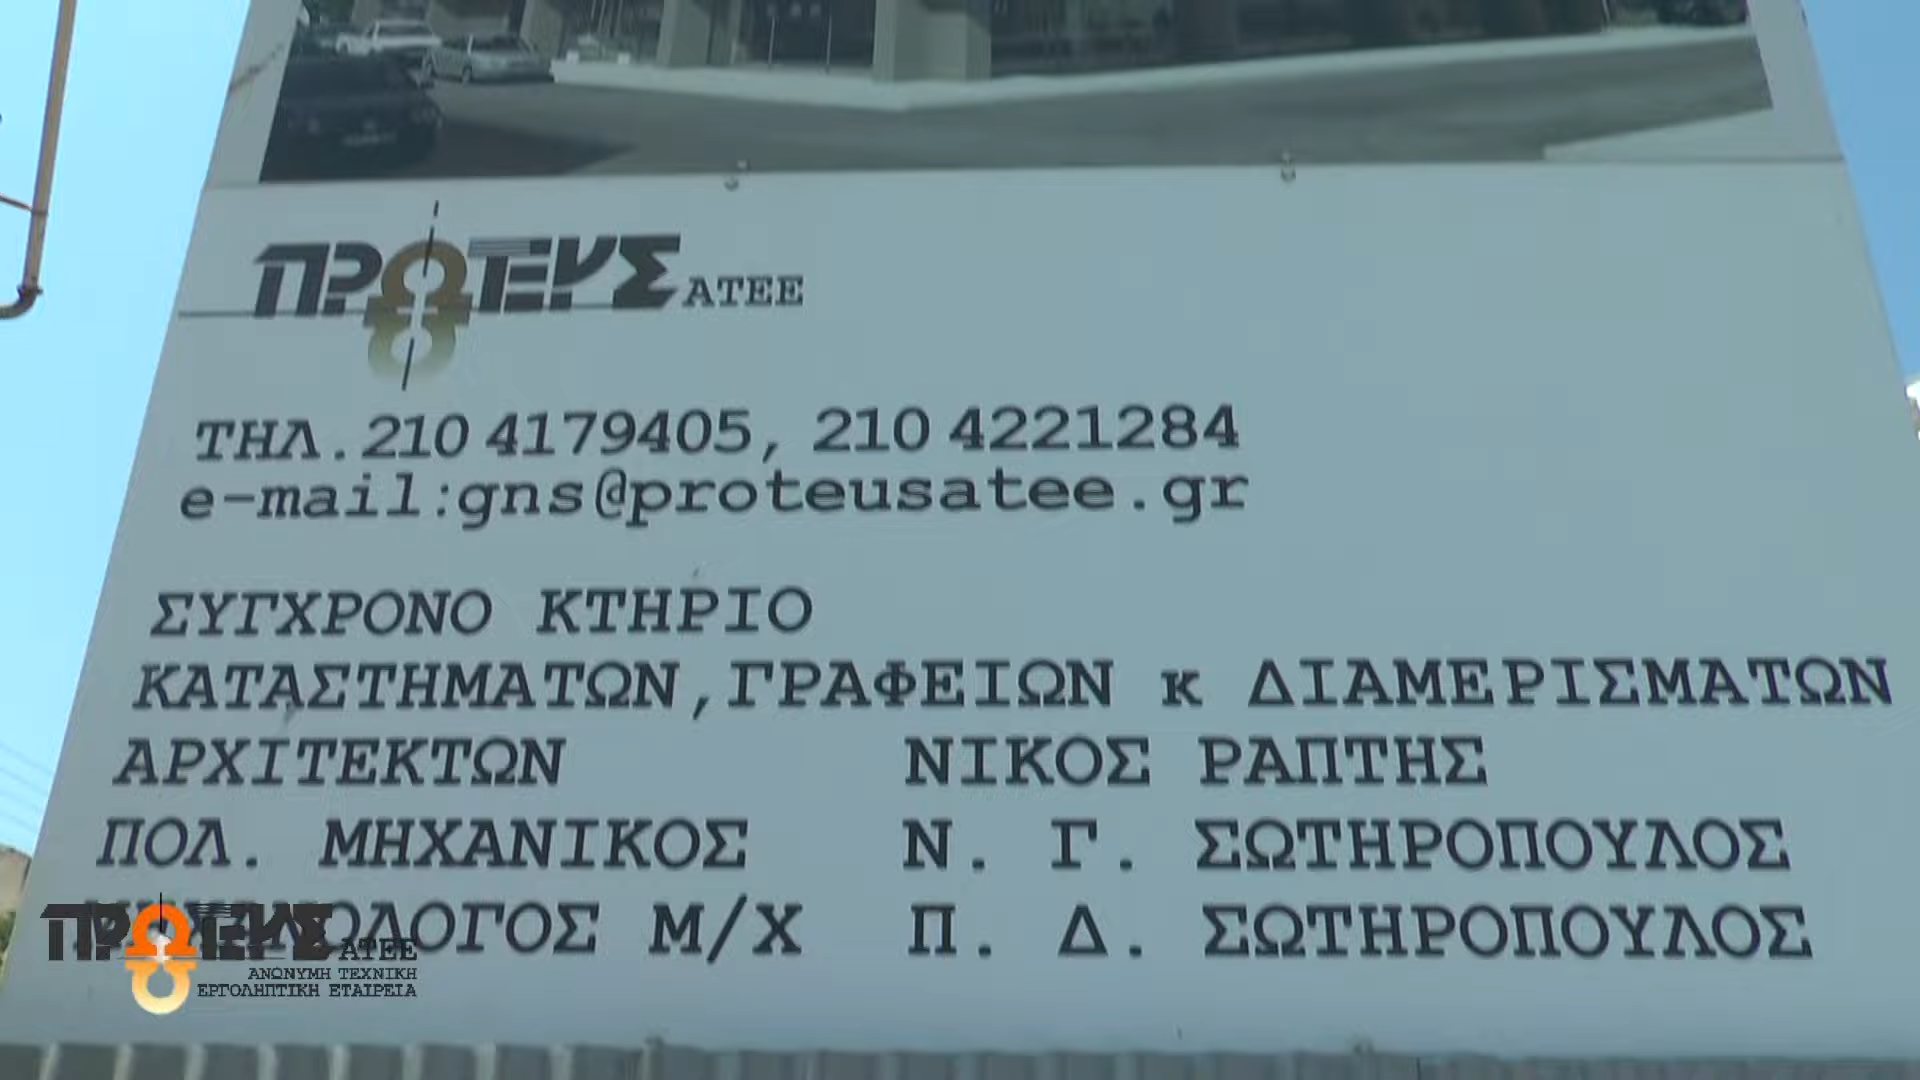 ΠΡΩΤΕΥΣ ΑΤΕΕ
ΤΗΛ. 210 4179405, 210 4221284
e-mail:gns@proteusatee.gr
ΣΥΓΧΡΟΝΟ ΚΤΗΡΙΟ
ΚΑΤΑΣΤΗΜΑΤΩΝ, ΓΡΑΦΕΙΩΝ κ ΔΙΑΜΕΡΙΣΜΑΤΩΝ
ΑΡΧΙΤΕΚΤΩΝ ΝΙΚΟΣ ΡΑΠΤΗΣ
ΠΟΛ. ΜΗΧΑΝΙΚΟΣ Ν. Γ. ΣΩΤΗΡΟΠΟΥΛΟΣ
Μ/Χ Π. Δ. ΣΩΤΗΡΟΠΟΥΛΟΣ
ΠΡΩΤΕΥΣ ΑΤΕΕ
ΑΝΩΝΥΜΗ ΤΕΧΝΙΚΗ
ΕΡΓΟΛΗΠΤΙΚΗ ΕΤΑΙΡΕΙΑ